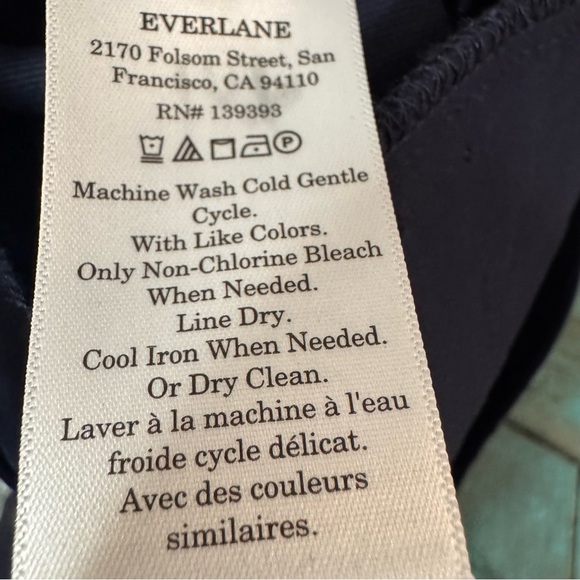 EVERLANE
2170 Folsom Street, San
Francisco, CA 94110
RN# 139393
P
Machine Wash Cold Gentle
Cycle.
With Like Colors.
Only Non-Chlorine Bleach
When Needed.
Line Dry.
Cool Iron When Needed.
Or Dry Clean.
Laver à la machine à l'eau
froide cycle délicat.
Avec des couleurs
similaires.